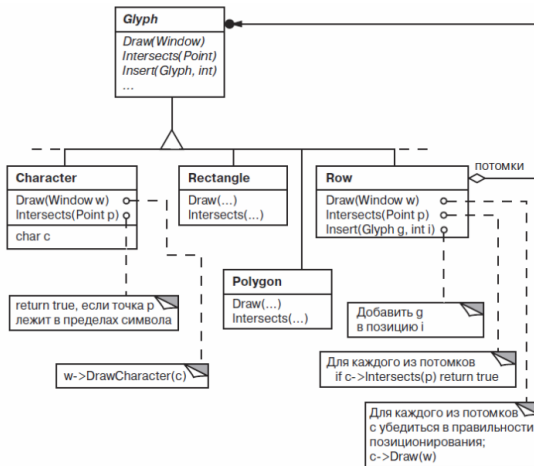 Glyph
Draw(Window)
Intersects(Point)
Insert(Glyph, int)
...
потомки
Character
Draw(Window w)
Intersects(Point p)
char c
Rectangle
Draw(...)
Intersects(...)
Row
Draw(Window w)
Intersects(Point p)
Insert(Glyph g, int i)
Polygon
Draw(...)
Intersects(...)
return true, если точка p
лежит в пределах символа
Добавить g
в позицию i
w->DrawCharacter(c)
Для каждого из потомков
if c->Intersects(p) return true
Для каждого из потомков
с убедиться в правильности
позиционирования;
c->Draw(w)